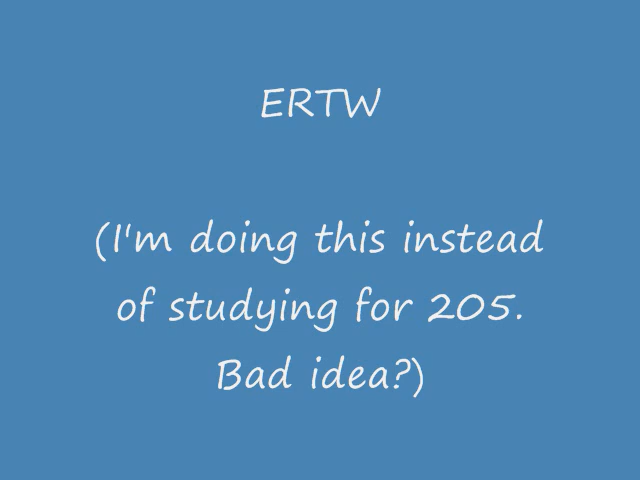 ERTW
(I'm doing this instead
of studying for 205.
Bad idea?)